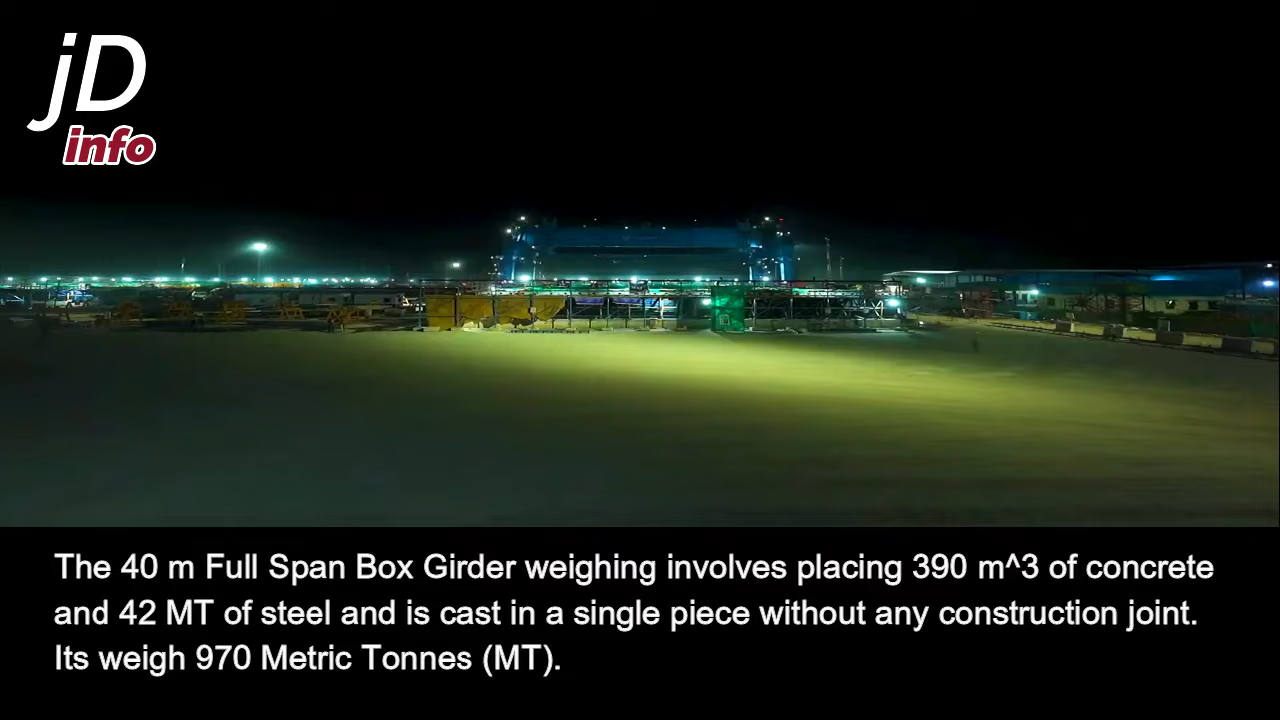 jD
info
The 40 m Full Span Box Girder weighing involves placing 390 m^3 of concrete
and 42 MT of steel and is cast in a single piece without any construction joint.
Its weigh 970 Metric Tonnes (MT).